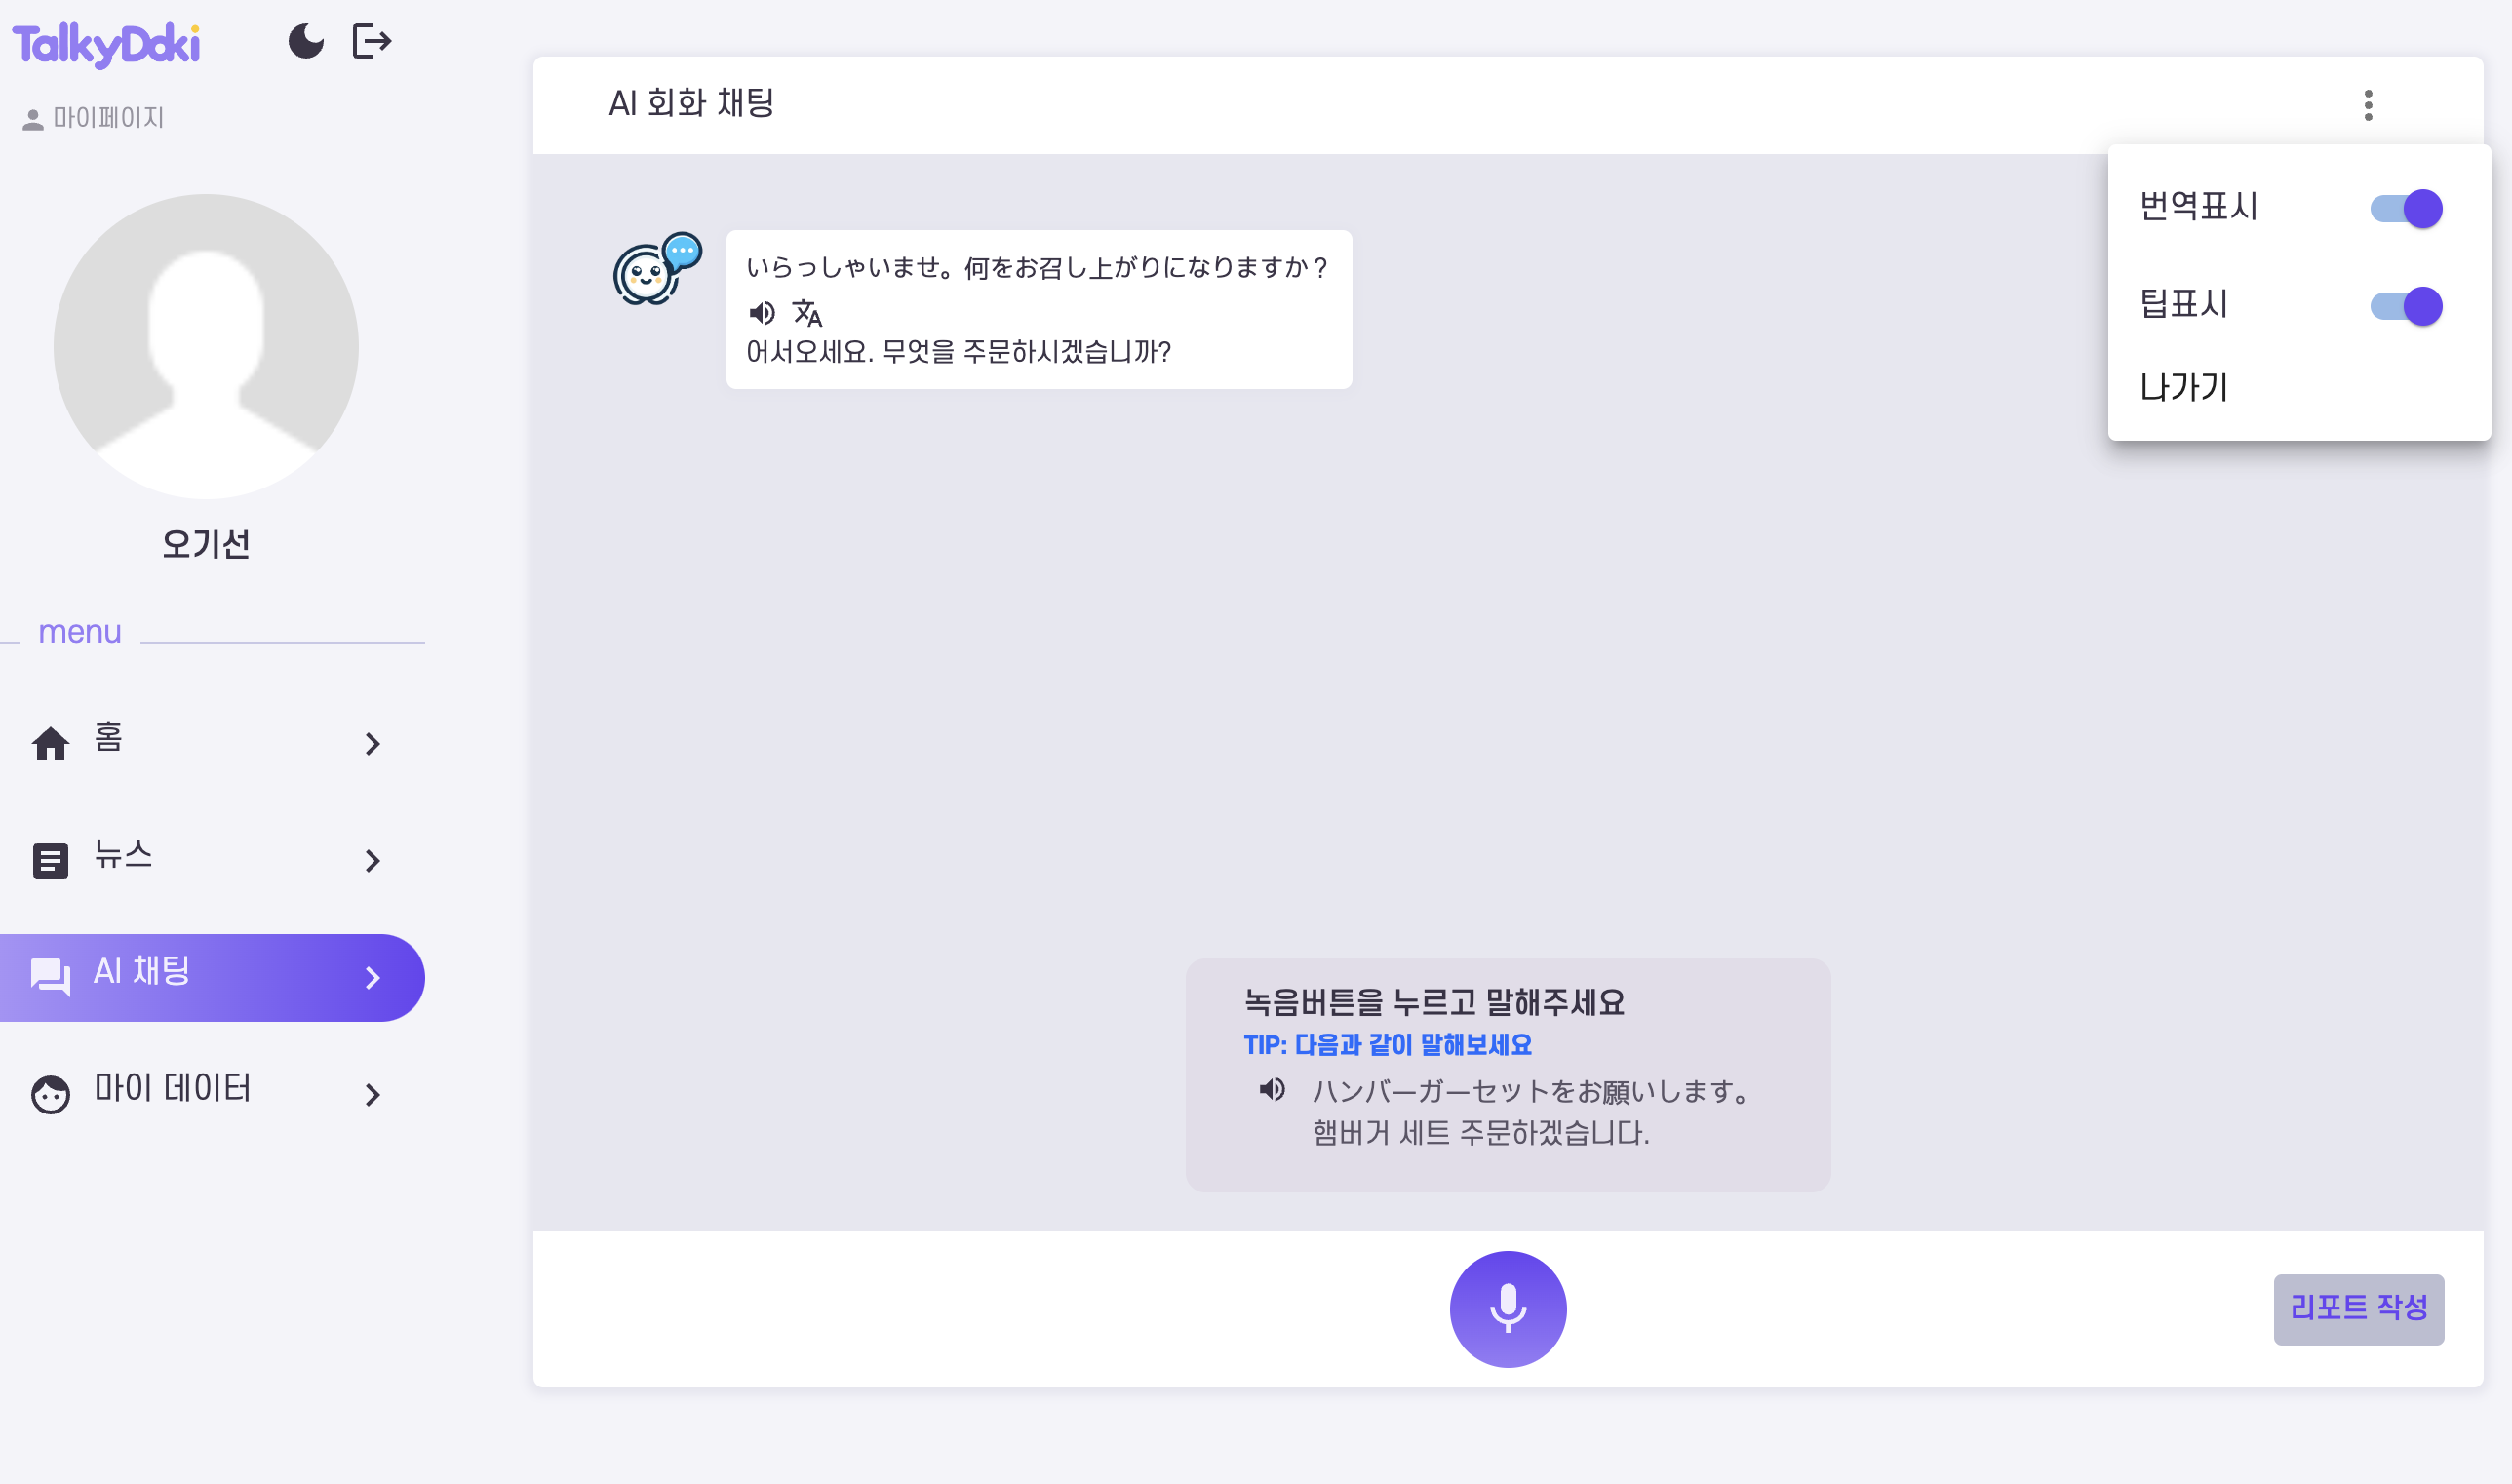 TalkyDoki
마이페이지
오기선
menu
홈
뉴스
AI 채팅
마이 데이터
AI 회화 채팅
번역표시
팁표시
나가기
いらっしゃいませ。何をお召し上がりになりますか？
어서오세요. 무엇을 주문하시겠습니까?
녹음버튼을 누르고 말해주세요
TIP: 다음과 같이 말해보세요
ハンバーガーセットをお願いします。
햄버거 세트 주문하겠습니다.
리포트 작성